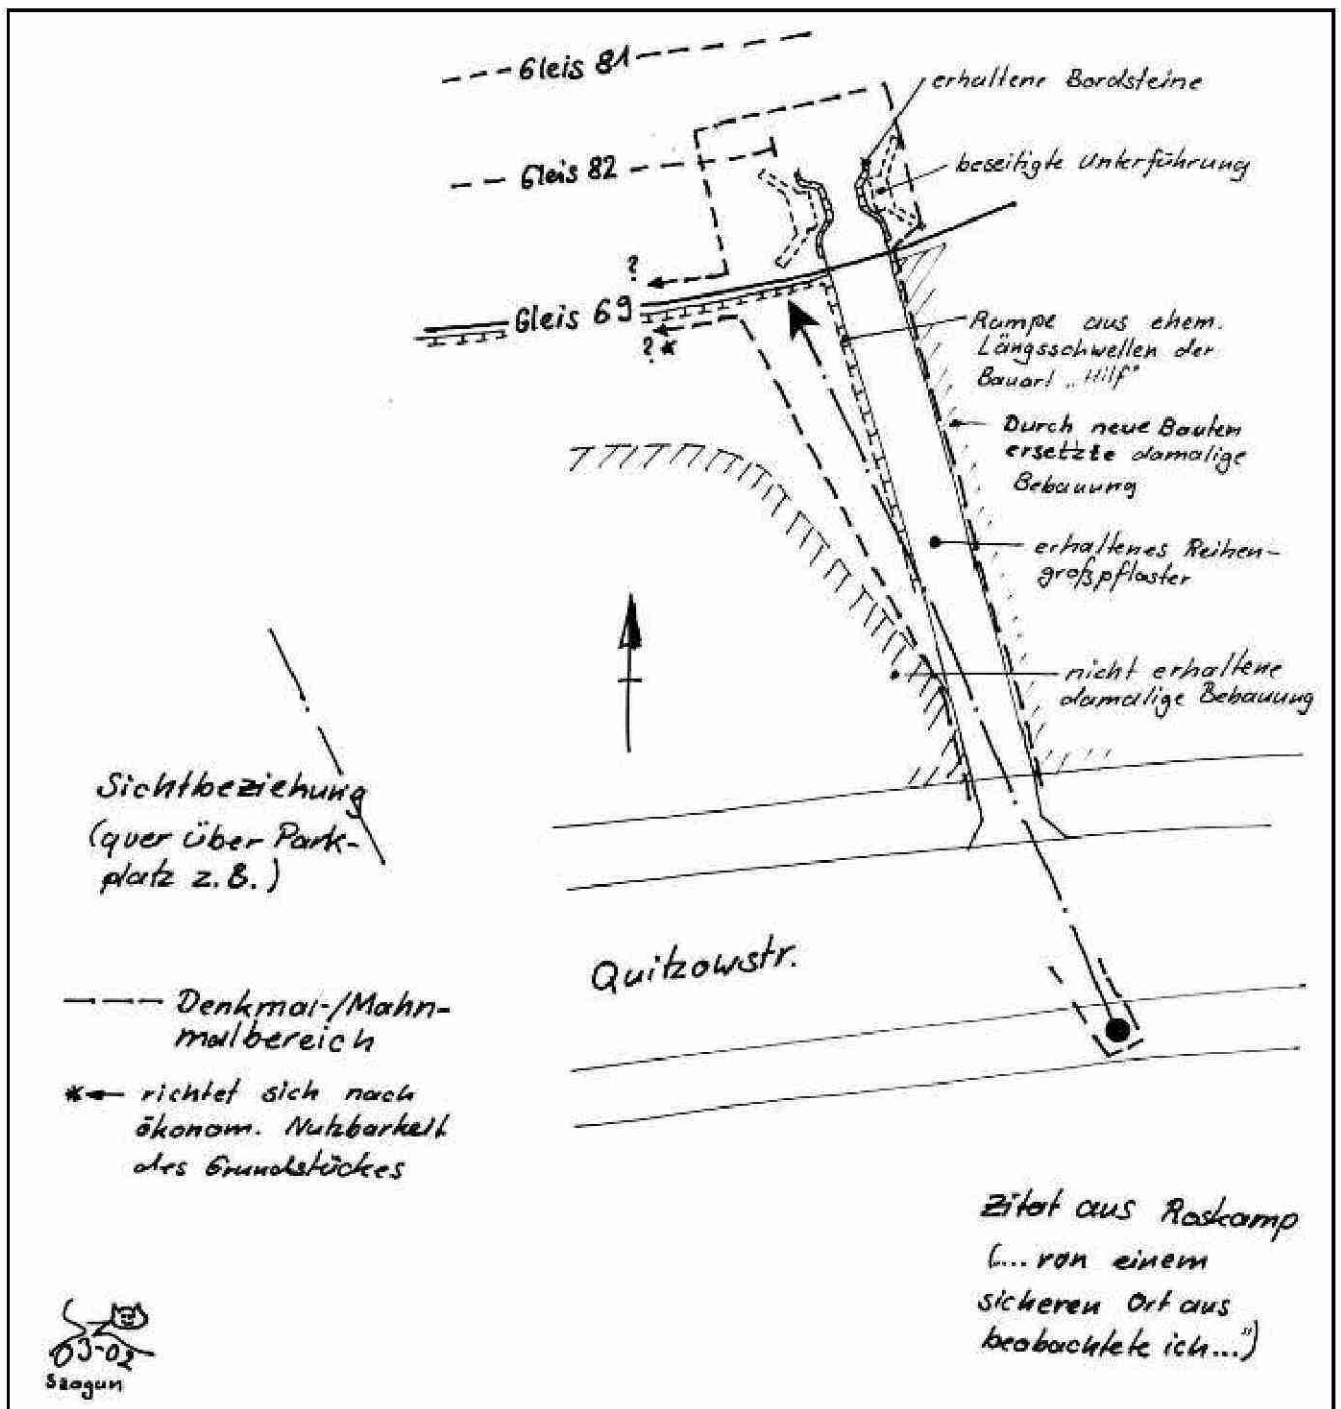 Gleis 81
erhaltene Bordsteine
Gleis 82
beseitigte Unterführung
?
Gleis 69
?*
Rampe aus ehem.
Längsschwellen der
Bauart „Hilf"
Durch neue Bauten
ersetzte damalige
Bebauung
erhaltenes Reihen-
großpflaster
nicht erhaltene
damalige Bebauung
Sichtbeziehung
(quer über Park-
platz z.B.)
Quitzowstr.
Denkmal-/Mahn-
malbereich
* richtet sich nach
ökonom. Nutzbarkeit
des Grundstückes
Zitat aus Roskamp
(... von einem
sicheren Ort aus
beobachtete ich...")
03-02
Szagun